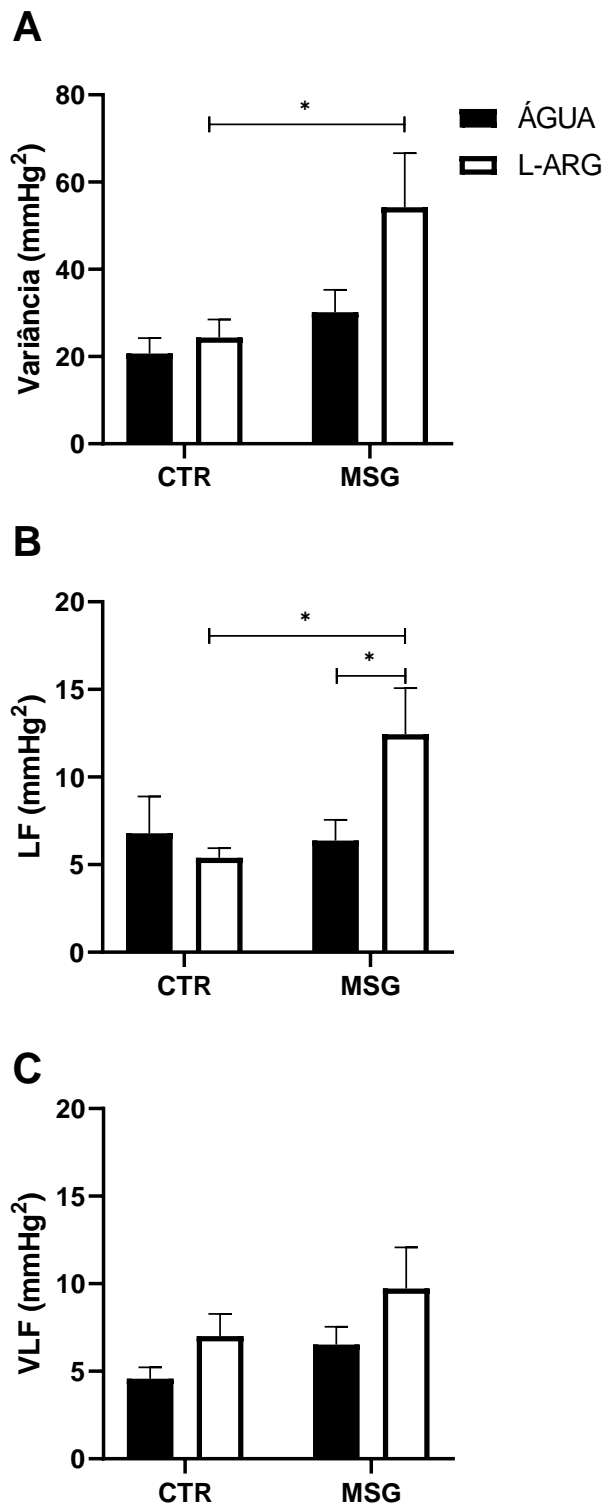 A
Variância (mmHg²)
80
60
40
20
0
*
CTR
MSG
ÁGUA
L-ARG
B
LF (mmHg²)
20
15
10
5
0
*
*
CTR
MSG
C
VLF (mmHg²)
20
15
10
5
0
CTR
MSG